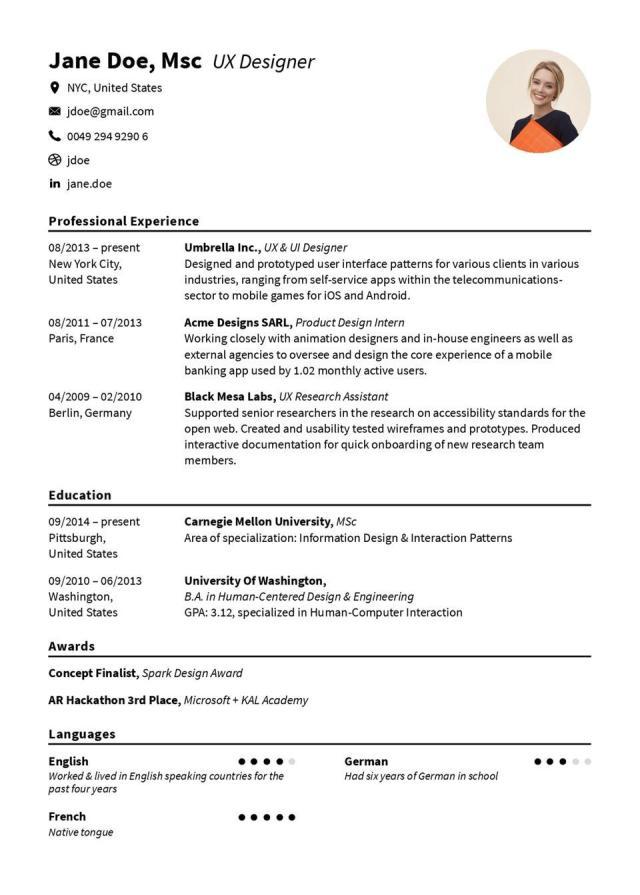 Jane Doe, Msc UX Designer
NYC, United States
jdoe@gmail.com
0049 294 9290 6
jdoe
in jane.doe
Professional Experience
08/2013 – present
New York City,
United States
Umbrella Inc., UX & UI Designer
Designed and prototyped user interface patterns for various clients in various
industries, ranging from self-service apps within the telecommunications-
sector to mobile games for iOS and Android.
08/2011 – 07/2013
Paris, France
Acme Designs SARL, Product Design Intern
Working closely with animation designers and in-house engineers as well as
external agencies to oversee and design the core experience of a mobile
banking app used by 1.02 monthly active users.
04/2009 – 02/2010
Berlin, Germany
Black Mesa Labs, UX Research Assistant
Supported senior researchers in the research on accessibility standards for the
open web. Created and usability tested wireframes and prototypes. Produced
interactive documentation for quick onboarding of new research team
members.
Education
09/2014 – present
Pittsburgh,
United States
Carnegie Mellon University, MSc
Area of specialization: Information Design & Interaction Patterns
09/2010 – 06/2013
Washington,
United States
University Of Washington,
B.A. in Human-Centered Design & Engineering
GPA: 3.12, specialized in Human-Computer Interaction
Awards
Concept Finalist, Spark Design Award
AR Hackathon 3rd Place, Microsoft + KAL Academy
Languages
English
Worked & lived in English speaking countries for the
past four years
German
Had six years of German in school
French
Native tongue